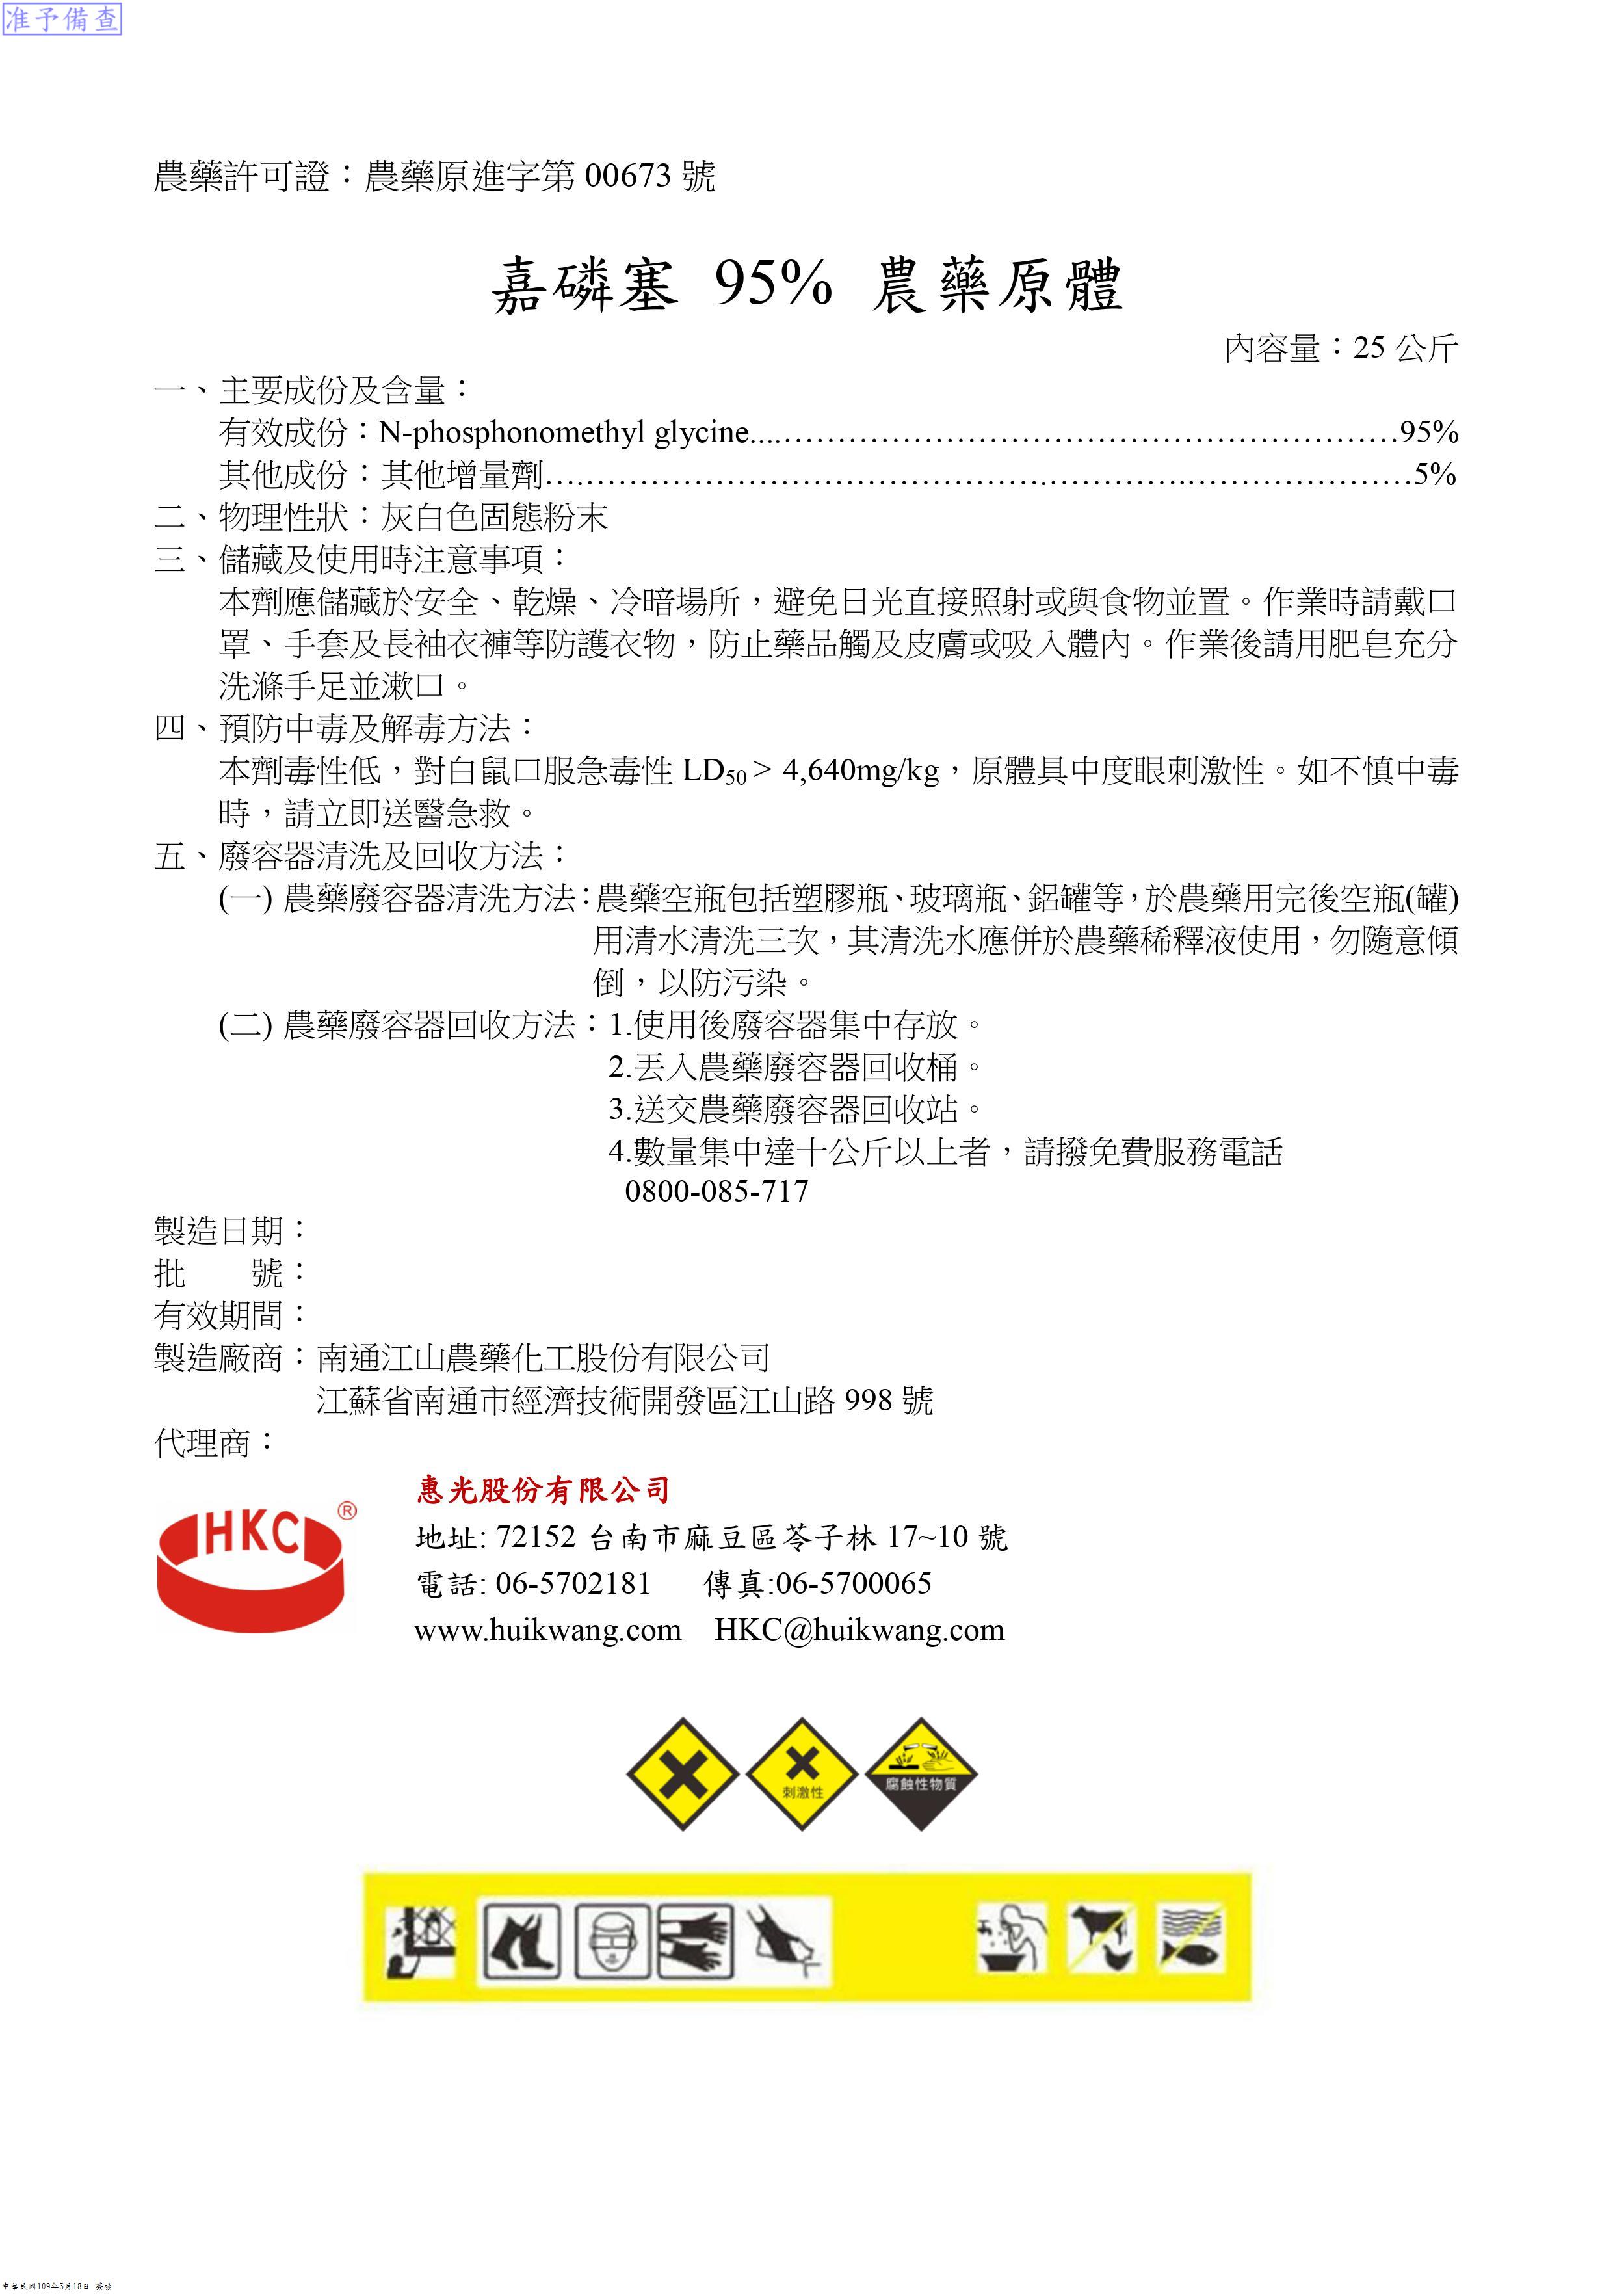 准予備查
農藥許可證：農藥原進字第 00673 號
嘉磷塞 95% 農藥原體
內容量：25 公斤
一、主要成份及含量：
有效成份：N-phosphonomethyl glycine....……………………………………………………95%
其他成份：其他增量劑….…………………………………….………….…………………5%
二、物理性狀：灰白色固態粉末
三、儲藏及使用時注意事項：
本劑應儲藏於安全、乾燥、冷暗場所，避免日光直接照射或與食物並置。作業時請戴口
罩、手套及長袖衣褲等防護衣物，防止藥品觸及皮膚或吸入體內。作業後請用肥皂充分
洗滌手足並漱口。
四、預防中毒及解毒方法：
本劑毒性低，對白鼠口服急毒性 LD50 > 4,640mg/kg，原體具中度眼刺激性。如不慎中毒
時，請立即送醫急救。
五、廢容器清洗及回收方法：
(一) 農藥廢容器清洗方法：農藥空瓶包括塑膠瓶、玻璃瓶、鋁罐等，於農藥用完後空瓶(罐)
用清水清洗三次，其清洗水應併於農藥稀釋液使用，勿隨意傾
倒，以防污染。
(二) 農藥廢容器回收方法：1.使用後廢容器集中存放。
2.丟入農藥廢容器回收桶。
3.送交農藥廢容器回收站。
4.數量集中達十公斤以上者，請撥免費服務電話
0800-085-717
製造日期：
批　　號：
有效期間：
製造廠商：南通江山農藥化工股份有限公司
江蘇省南通市經濟技術開發區江山路 998 號
代理商：
HKC ®
惠光股份有限公司
地址: 72152 台南市麻豆區苓子林 17~10 號
電話: 06-5702181　傳真:06-5700065
www.huikwang.com　HKC@huikwang.com
刺激性
腐蝕性物質
中華民國109年5月18日 簽發